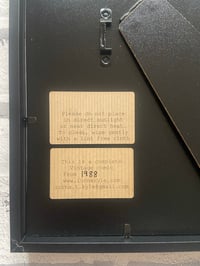 Please do not place
in direct sunlight
or near direct heat.
To clean, wipe gently
with a lint free cloth
This is a complete
Vintage comic
from 1988